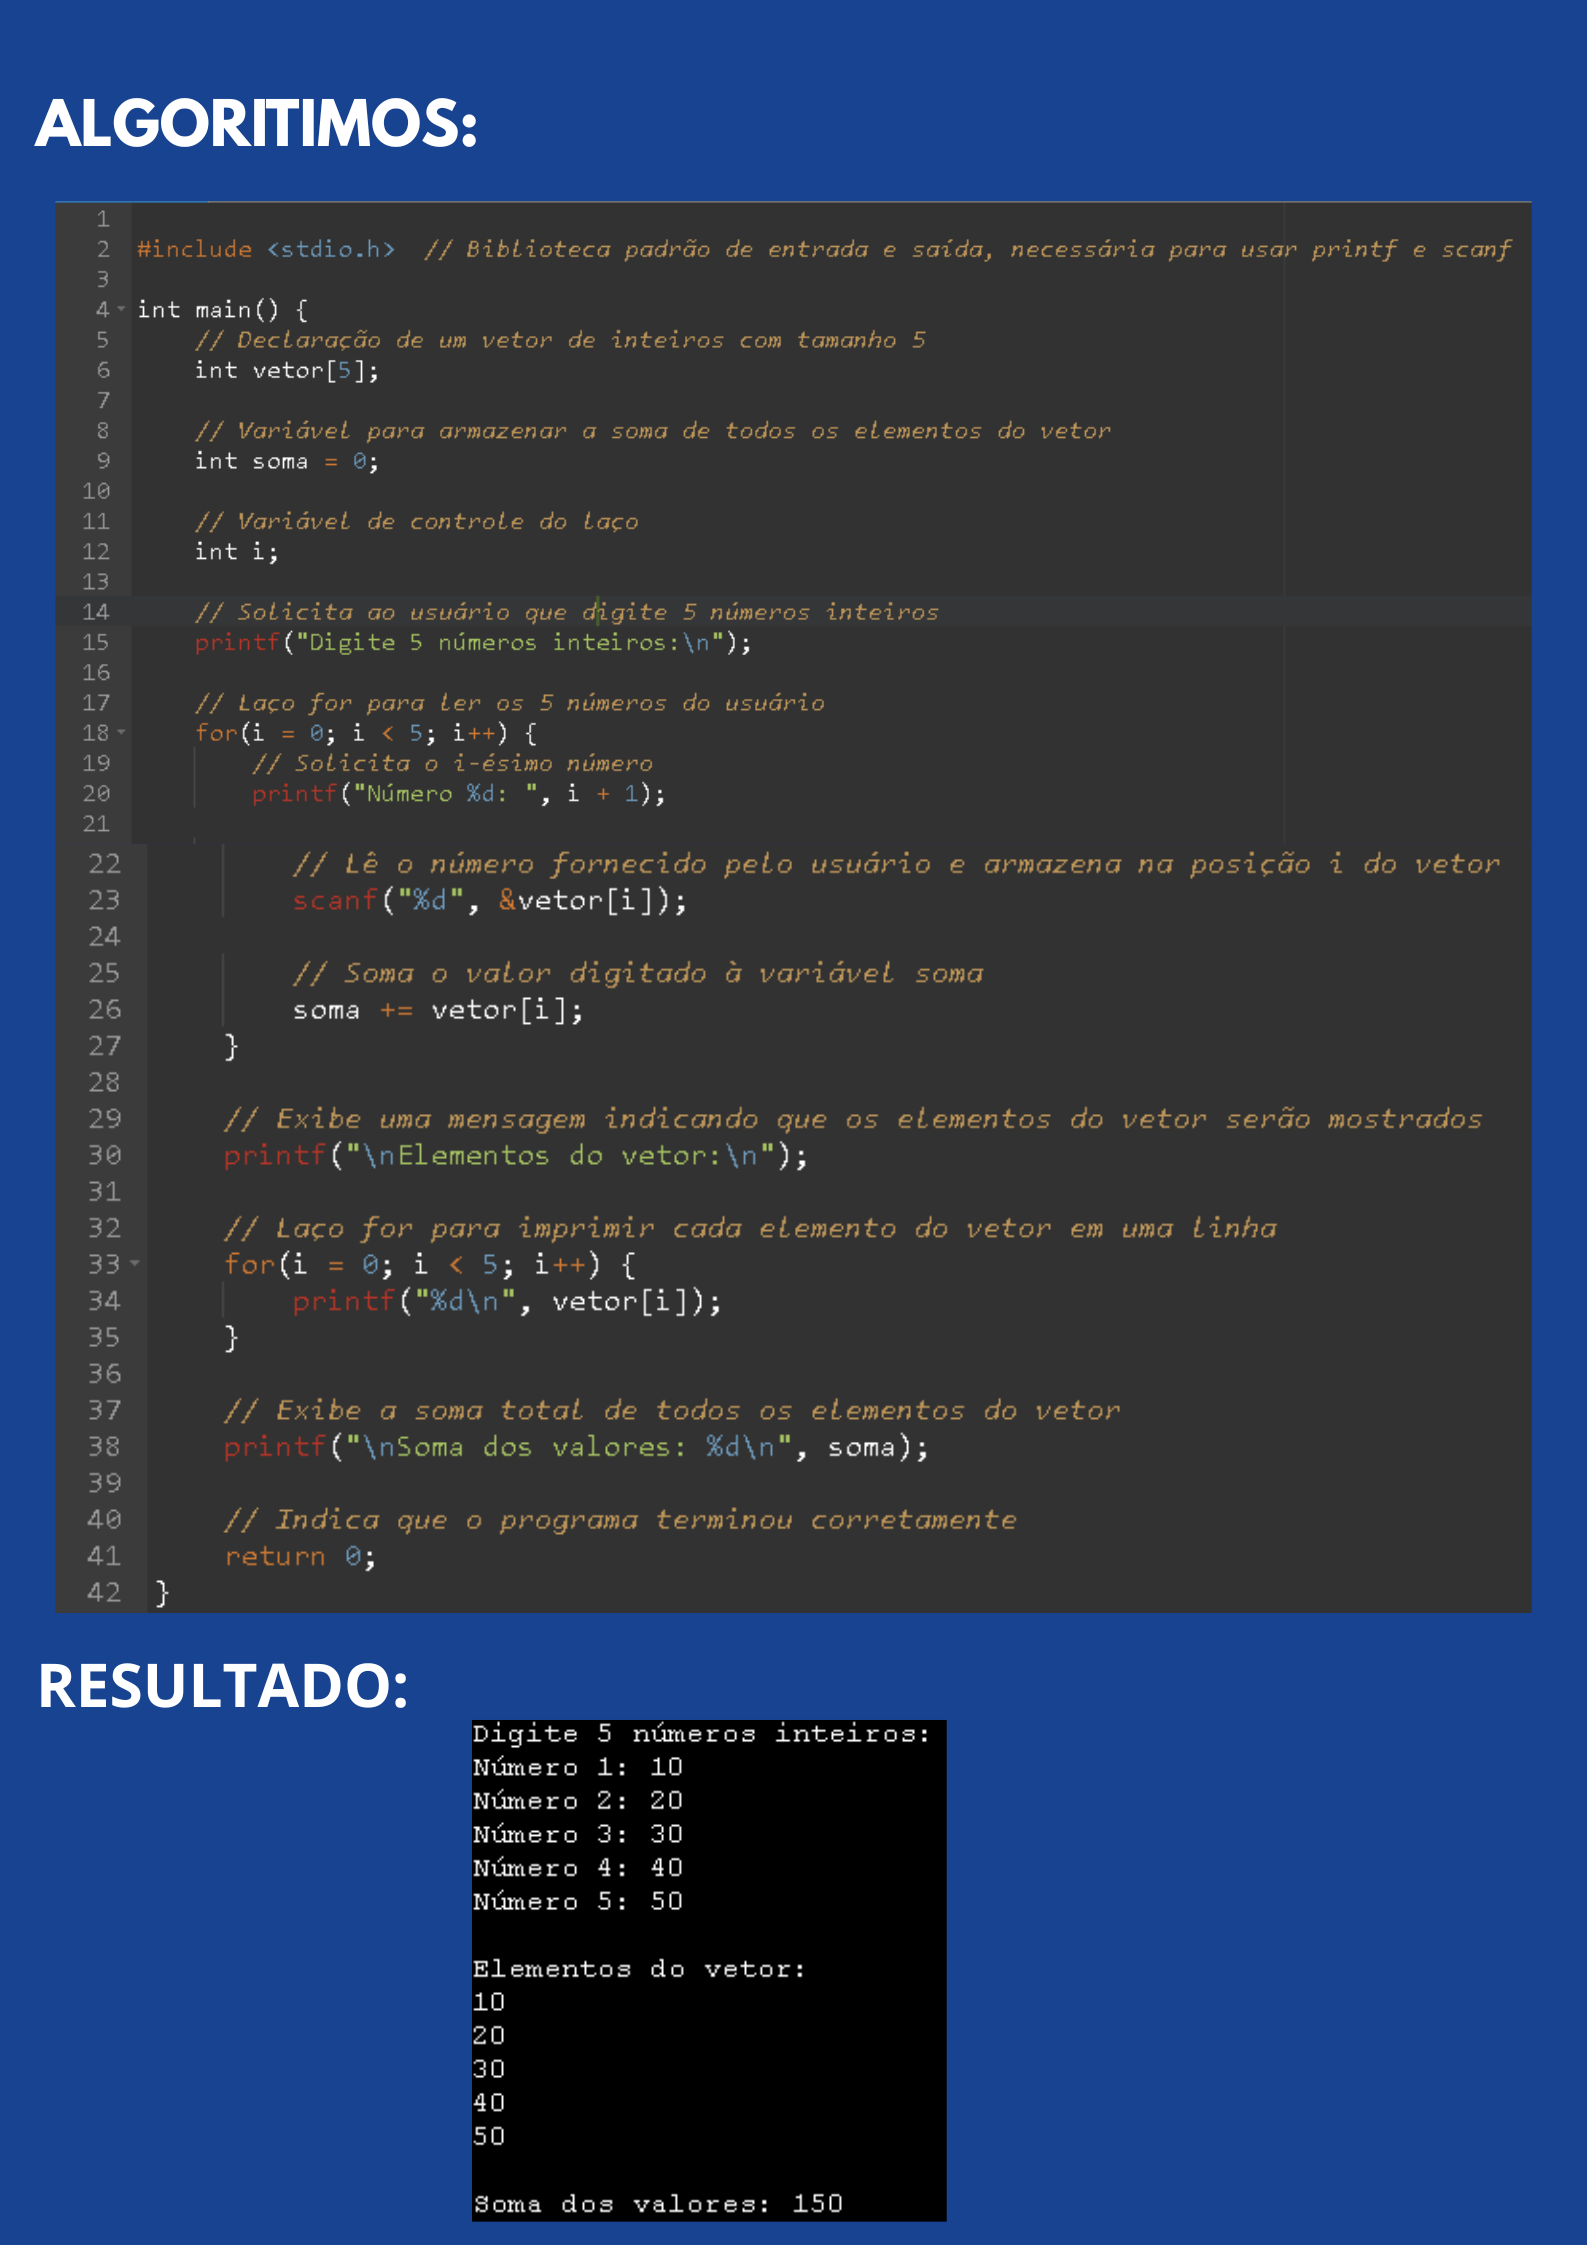 ALGORITIMOS:
1
2 #include <stdio.h>  // Biblioteca padrão de entrada e saída, necessária para usar printf e scanf
3
4 int main() {
5     // Declaração de um vetor de inteiros com tamanho 5
6     int vetor[5];
7
8     // Variável para armazenar a soma de todos os elementos do vetor
9     int soma = 0;
10
11     // Variável de controle do laço
12     int i;
13
14     // Solicita ao usuário que digite 5 números inteiros
15     printf("Digite 5 números inteiros:\n");
16
17     // Laço for para ler os 5 números do usuário
18     for(i = 0; i < 5; i++) {
19         // Solicita o i-ésimo número
20         printf("Número %d: ", i + 1);
21
22         // Lê o número fornecido pelo usuário e armazena na posição i do vetor
23         scanf("%d", &vetor[i]);
24
25         // Soma o valor digitado à variável soma
26         soma += vetor[i];
27     }
28
29     // Exibe uma mensagem indicando que os elementos do vetor serão mostrados
30     printf("\nElementos do vetor:\n");
31
32     // Laço for para imprimir cada elemento do vetor em uma linha
33     for(i = 0; i < 5; i++) {
34         printf("%d\n", vetor[i]);
35     }
36
37     // Exibe a soma total de todos os elementos do vetor
38     printf("\nSoma dos valores: %d\n", soma);
39
40     // Indica que o programa terminou corretamente
41     return 0;
42 }
RESULTADO:
Digite 5 números inteiros:
Número 1: 10
Número 2: 20
Número 3: 30
Número 4: 40
Número 5: 50
Elementos do vetor:
10
20
30
40
50
Soma dos valores: 150